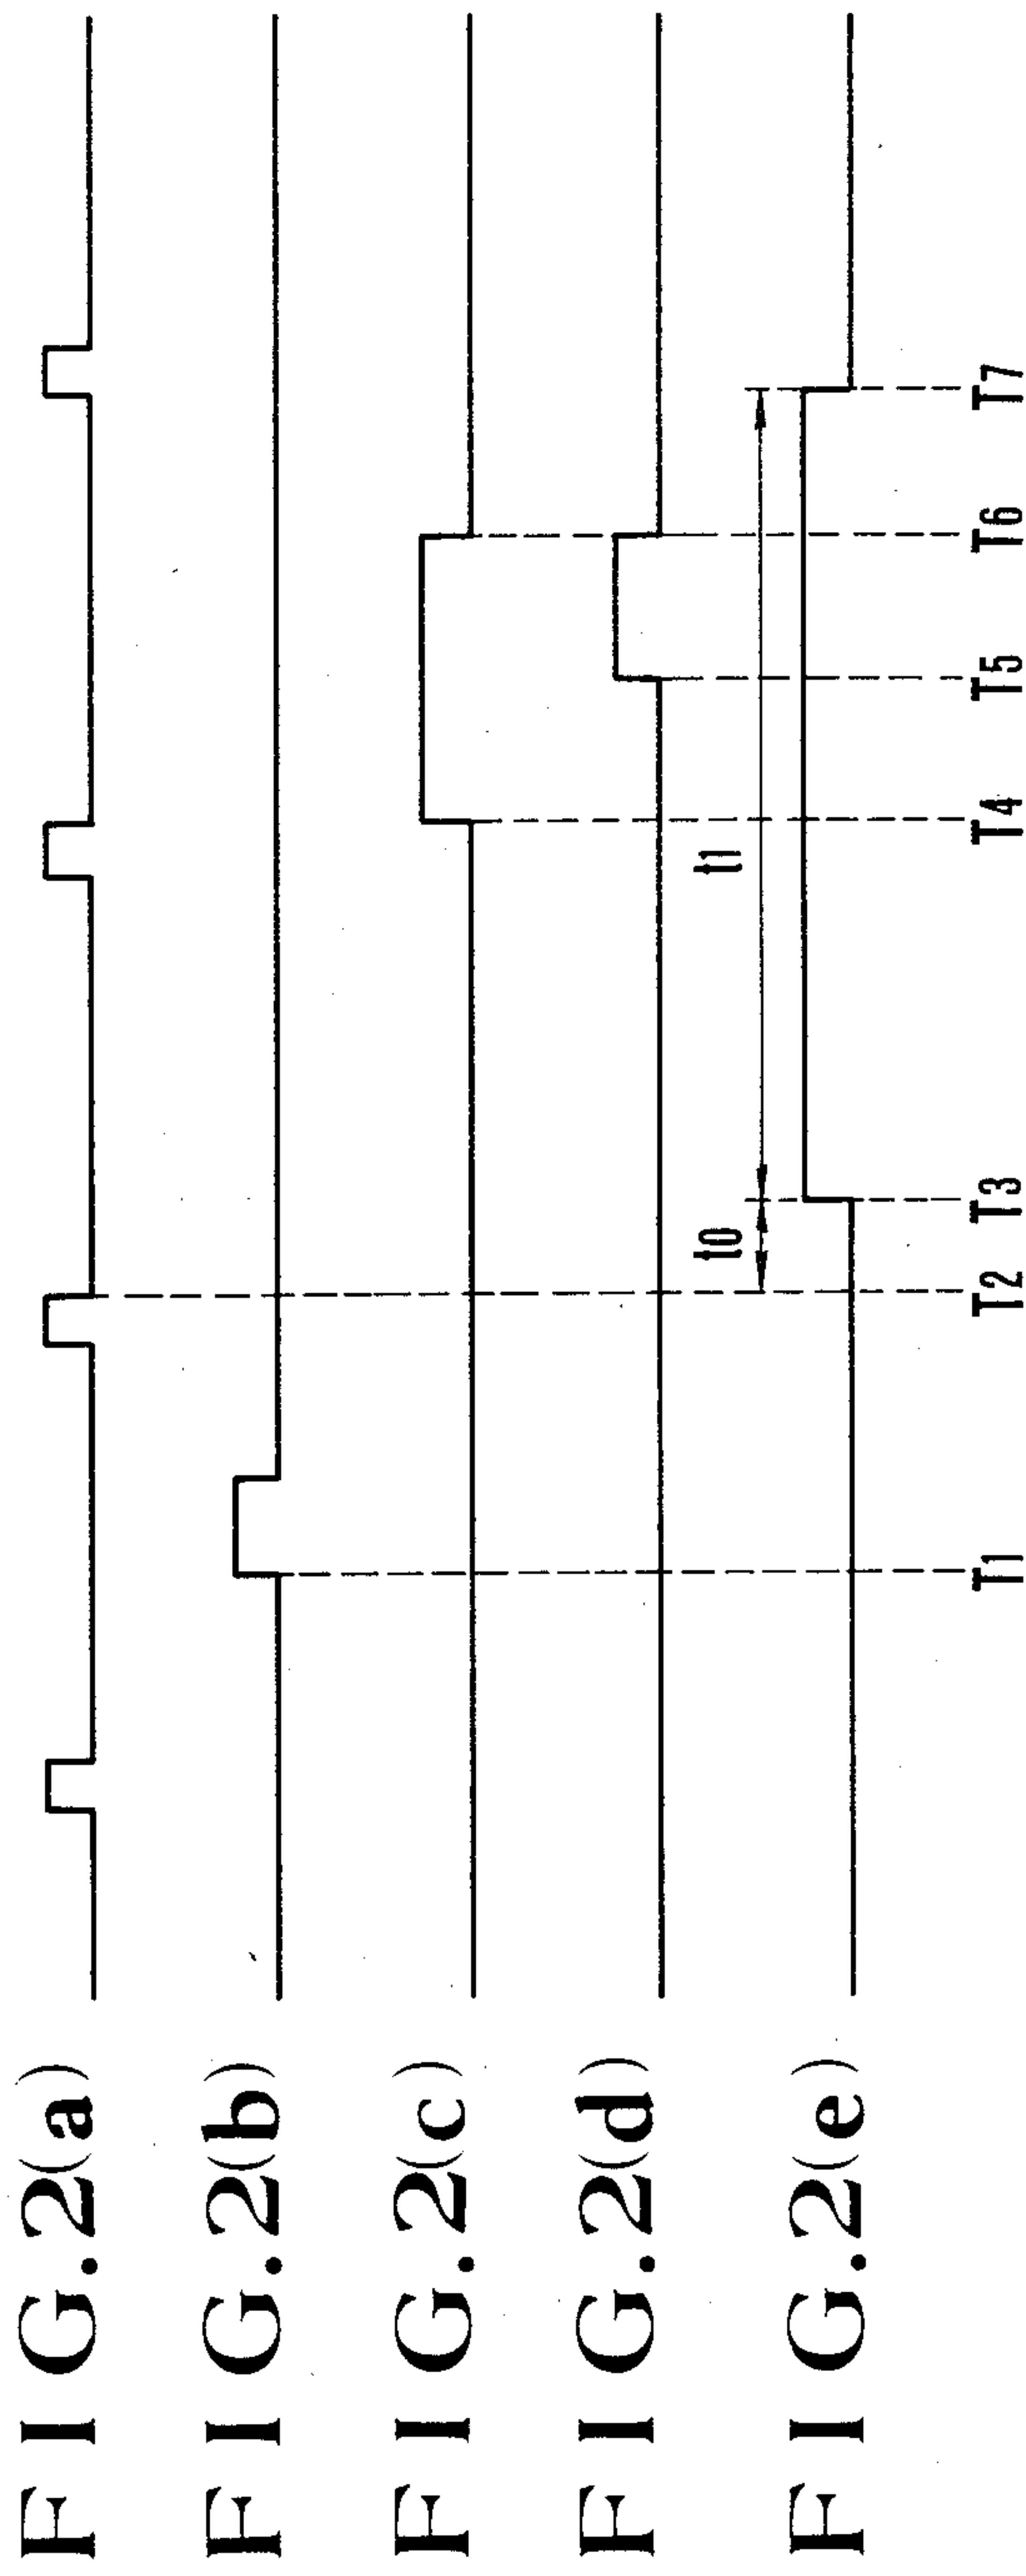 FIG.2(a)
FIG.2(b)
FIG.2(c)
FIG.2(d)
t0 t1
FIG.2(e)
T1 T2 T3 T4 T5 T6 T7